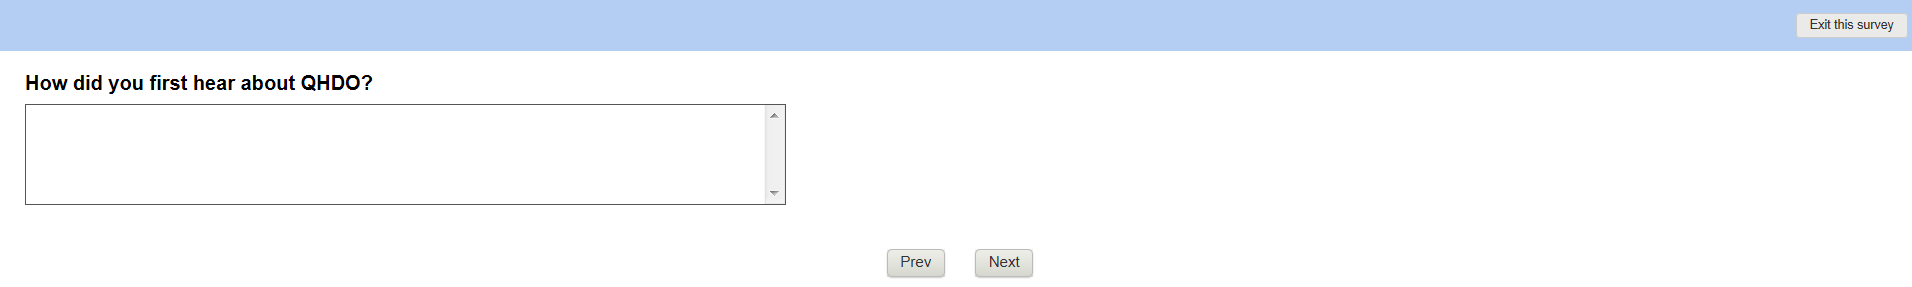 Exit this survey
How did you first hear about QHDO?
Prev Next